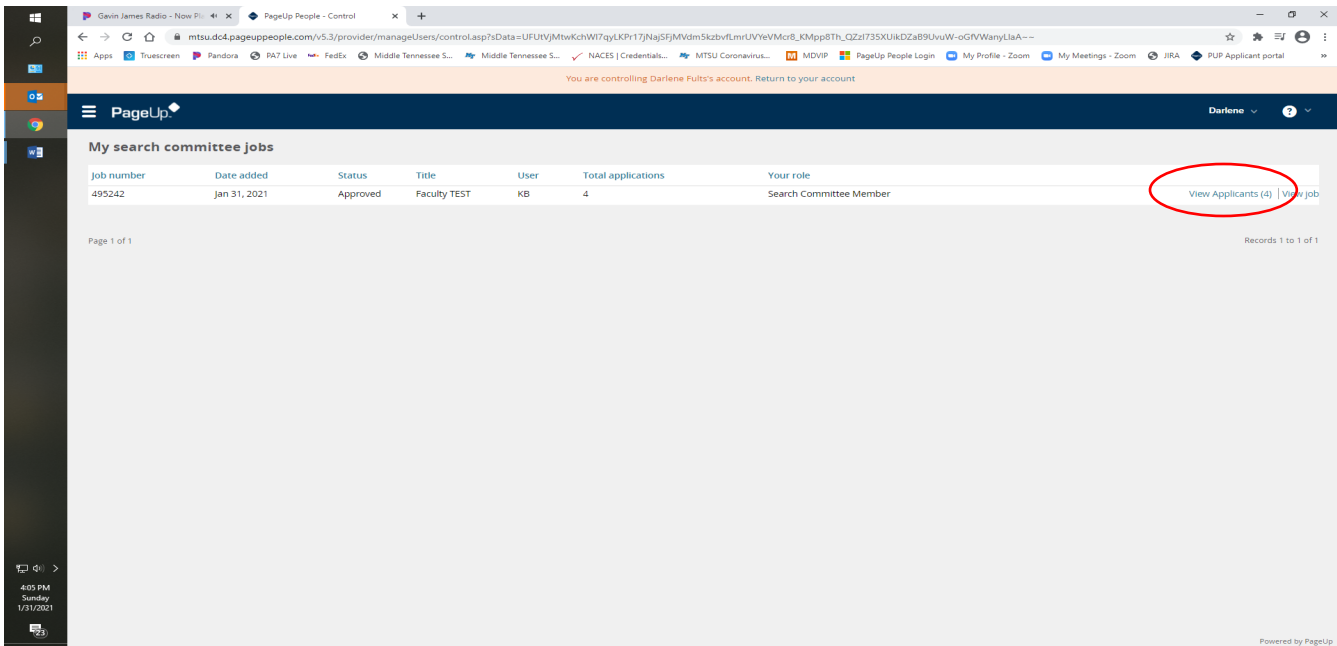 Gavin James Radio - Now Pl
PageUp People - Control
mtsu.dc4.pageuppeople.com/v5.3/provider/manageUsers/control.asp?sData=
Apps Truescreen Pandora PA7 Live FedEx Middle Tennessee S... Middle Tennessee S... NACES | Credentials... MTSU Coronavirus... MDVIP PageUp People Login My Profile - Zoom My Meetings - Zoom JIRA PUP Applicant portal »
You are controlling Darlene Fults's account. Return to your account
PageUp. Darlene ?
My search committee jobs
Job number Date added Status Title User Total applications Your role
495242 Jan 31, 2021 Approved Faculty TEST KB 4 Search Committee Member View Applicants (4) | View job
Page 1 of 1 Records 1 to 1 of 1
4:05 PM
Sunday
1/31/2021
23
Powered by PageUp